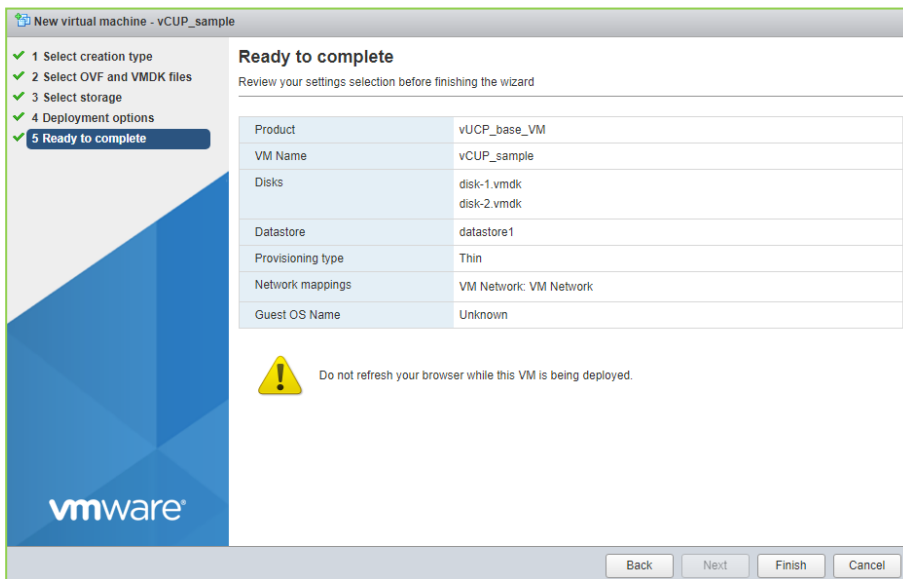 New virtual machine - vCUP_sample
1 Select creation type
2 Select OVF and VMDK files
3 Select storage
4 Deployment options
5 Ready to complete
Ready to complete
Review your settings selection before finishing the wizard
Product vUCP_base_VM
VM Name vCUP_sample
Disks disk-1.vmdk
disk-2.vmdk
Datastore datastore1
Provisioning type Thin
Network mappings VM Network: VM Network
Guest OS Name Unknown
Do not refresh your browser while this VM is being deployed.
vmware®
Back Next Finish Cancel